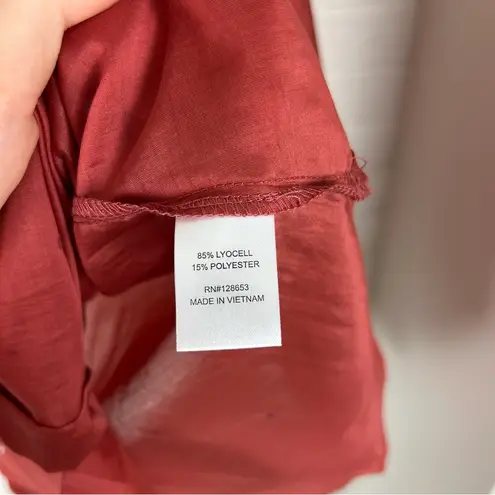 85% LYOCELL
15% POLYESTER
RN#128653
MADE IN VIETNAM